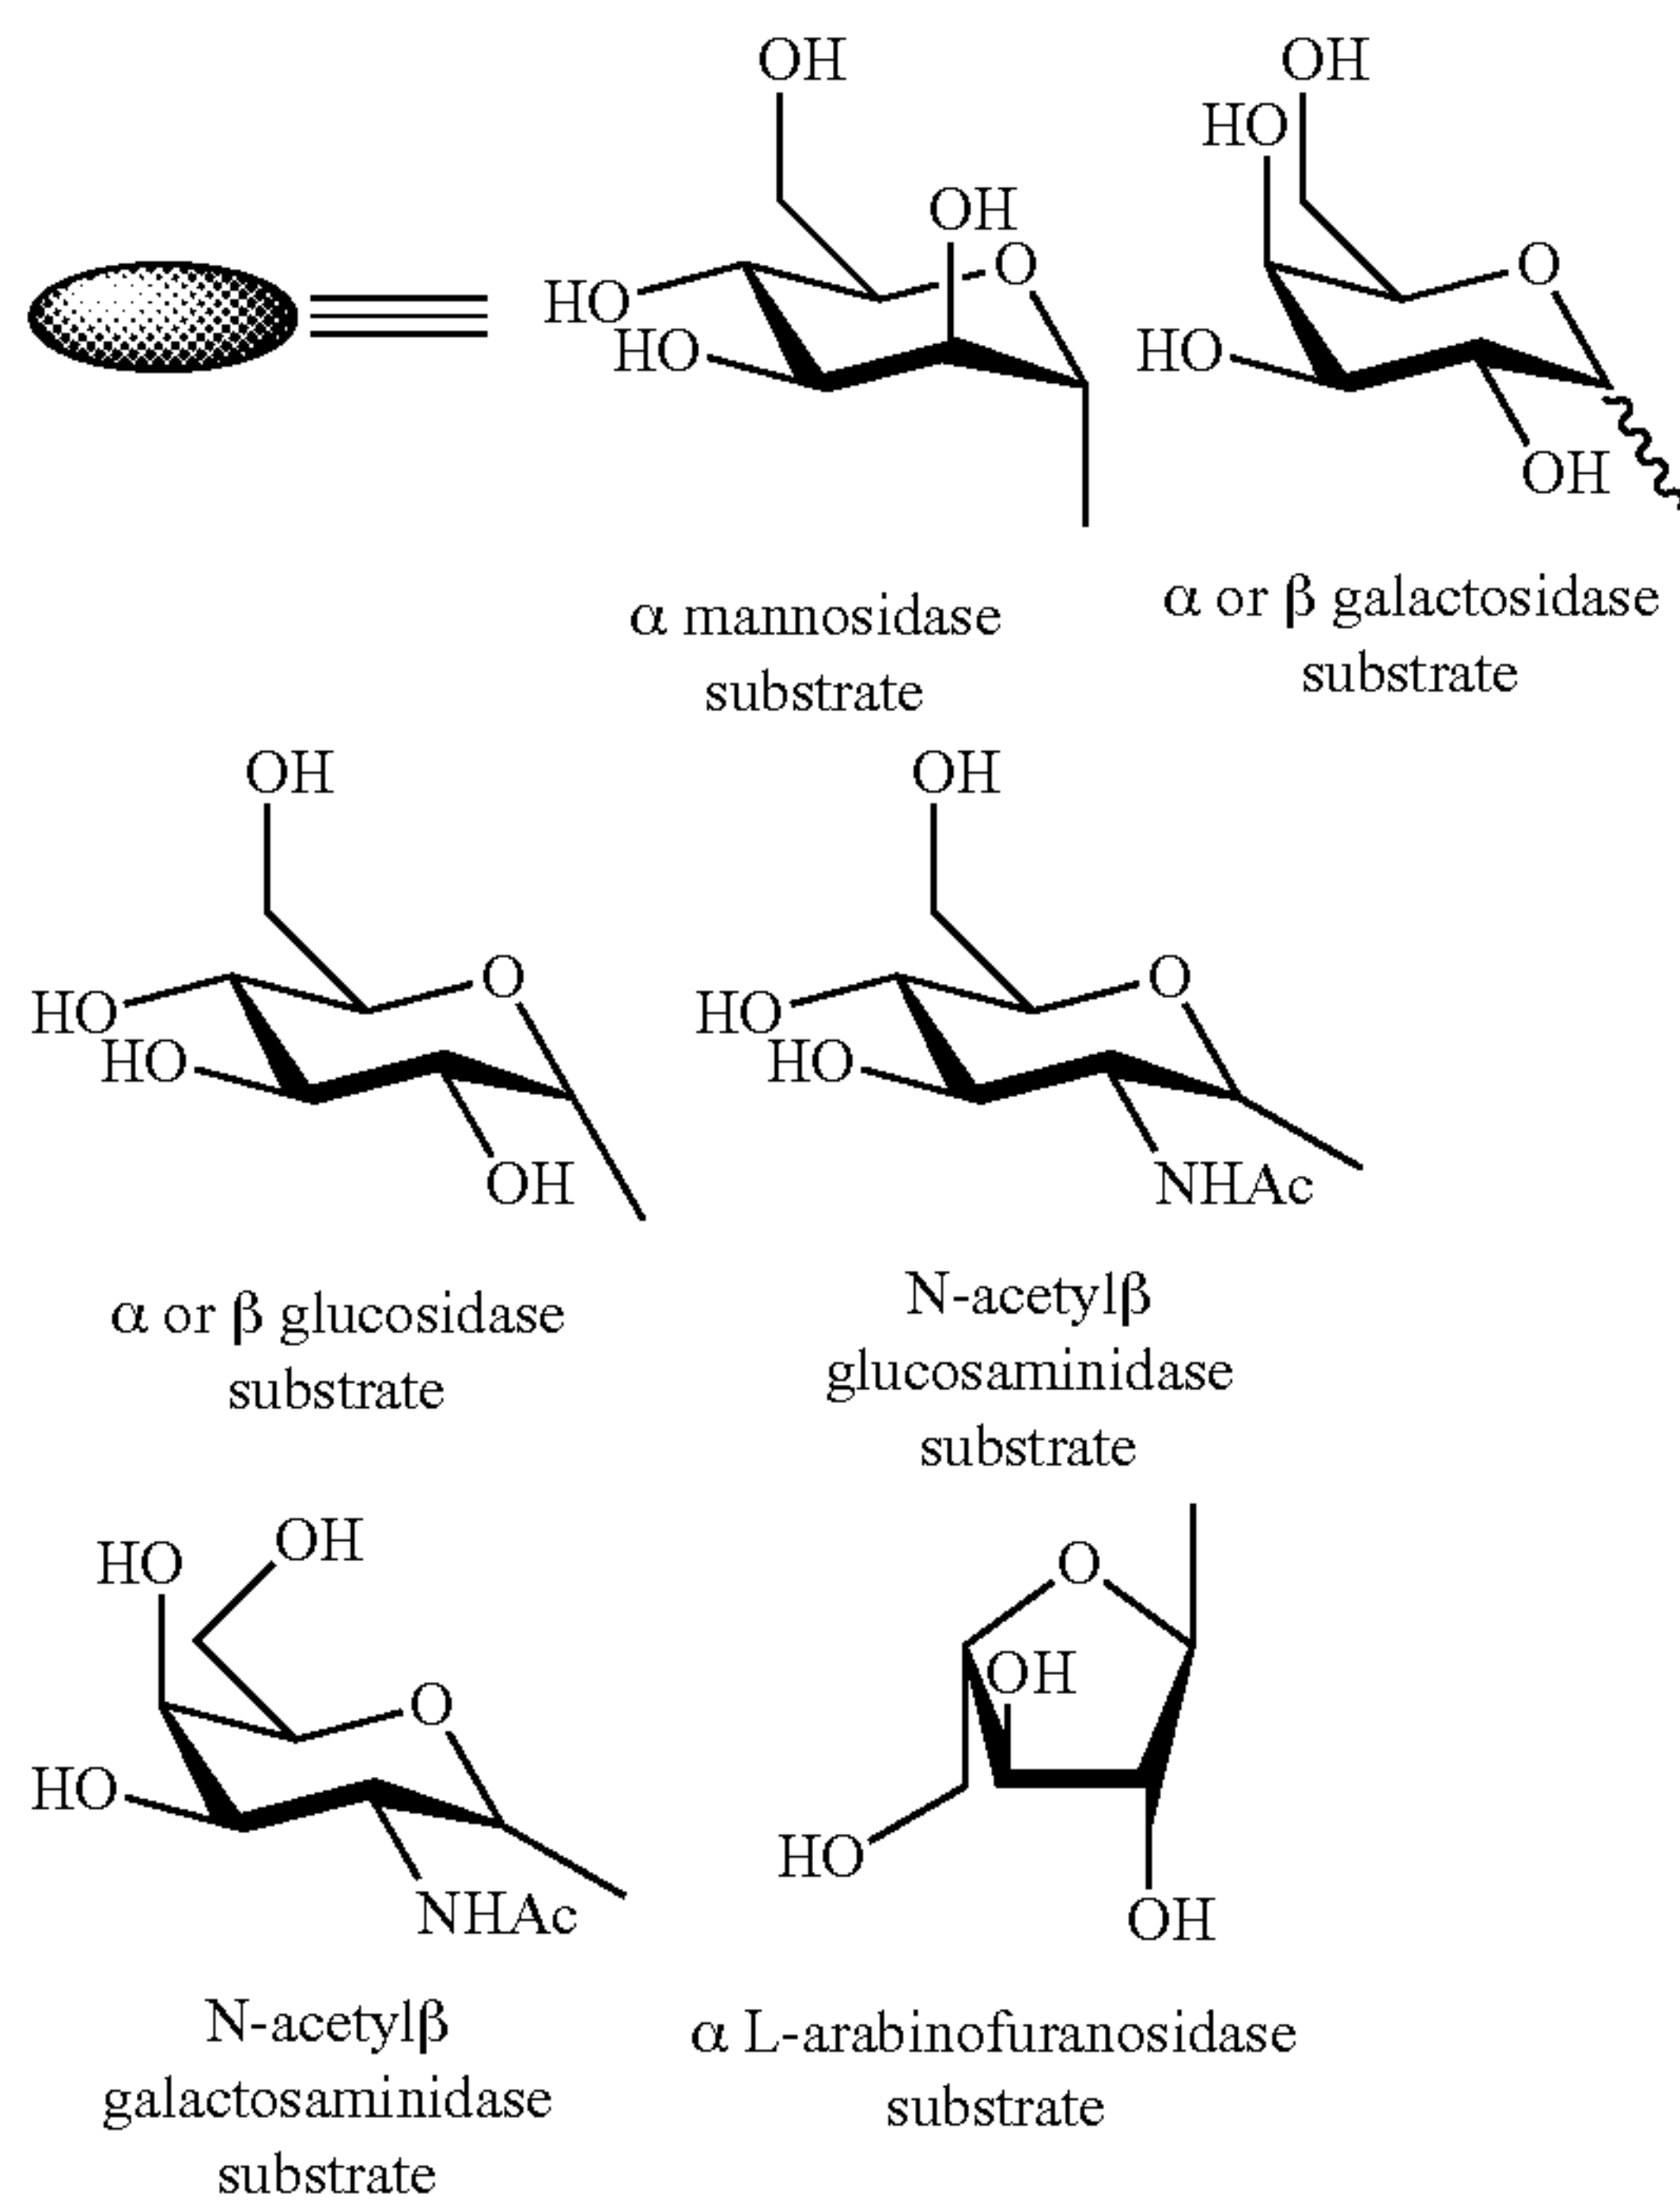 OH
OH
HO
OH
O
O
HO
HO
HO
OH
α mannosidase
substrate
α or β galactosidase
substrate
OH
OH
O
O
HO
HO
HO
HO
OH
NHAc
α or β glucosidase
substrate
N-acetylβ
glucosaminidase
substrate
HO
OH
O
OH
O
HO
HO
NHAc
OH
N-acetylβ
galactosaminidase
substrate
α L-arabinofuranosidase
substrate